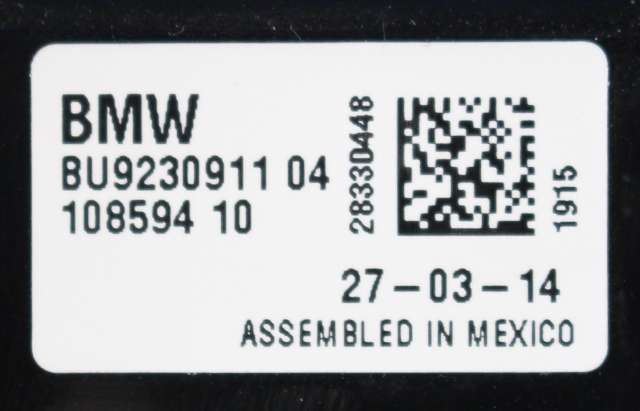 BMW
BU9230911 04
108594 10
28330448
1915
27-03-14
ASSEMBLED IN MEXICO